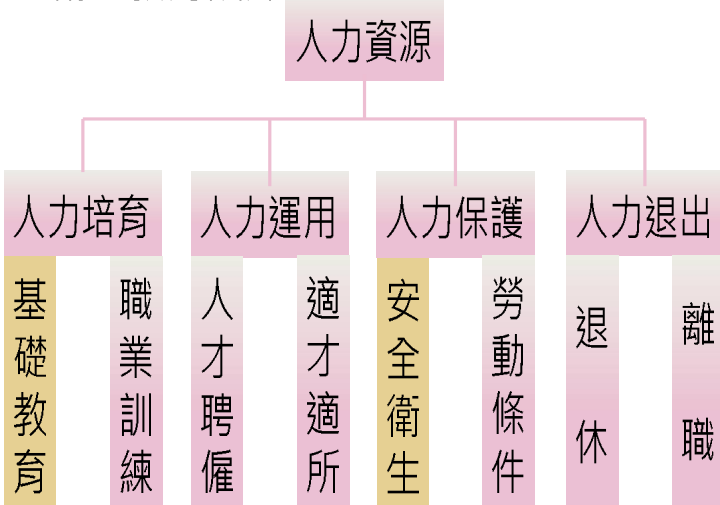 人力資源
人力培育
人力運用
人力保護
人力退出
基礎教育
職業訓練
人才聘僱
適才適所
安全衛生
勞動條件
退休
離職